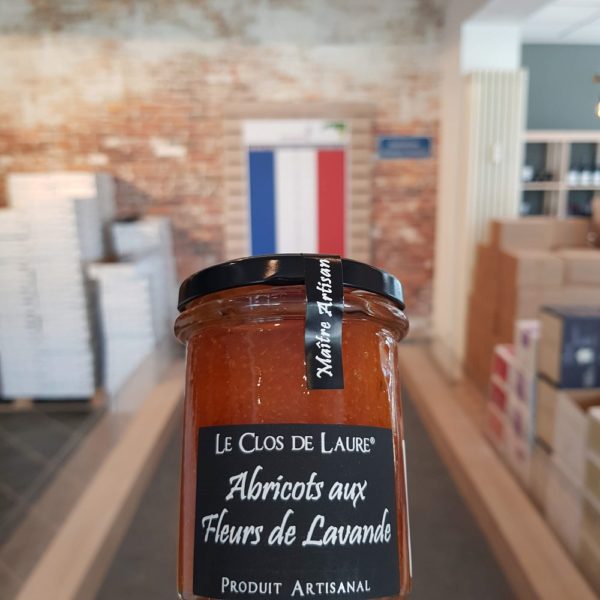 Maître Artisan
LE CLOS DE LAURE®
Abricots aux
Fleurs de Lavande
PRODUIT ARTISANAL